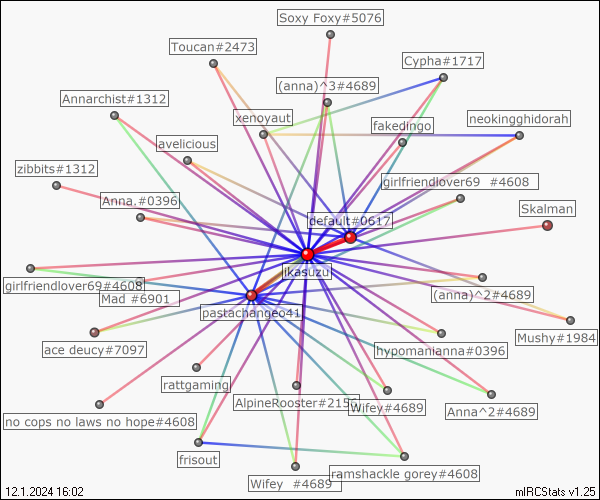 Soxy Foxy#5076
Toucan#2473
Cypha#1717
(anna)^3#4689
Annarchist#1312
xenoyaut
neokingghidorah
fakedingo
avelicious
zibbits#1312
girlfriendlover69 #4608
Anna.#0396
Skalman
default#0617
ikasuzu
girlfriendlover69#4608
(anna)^2#4689
Mad #6901
pastachangeo41
Mushy#1984
ace deucy#7097
hypomanianna#0396
rattgaming
AlpineRooster#2156
Wifey#4689
Anna^2#4689
no cops no laws no hope#4608
frisout
ramshackle gorey#4608
Wifey #4689
12.1.2024 16:02
mIRCStats v1.25